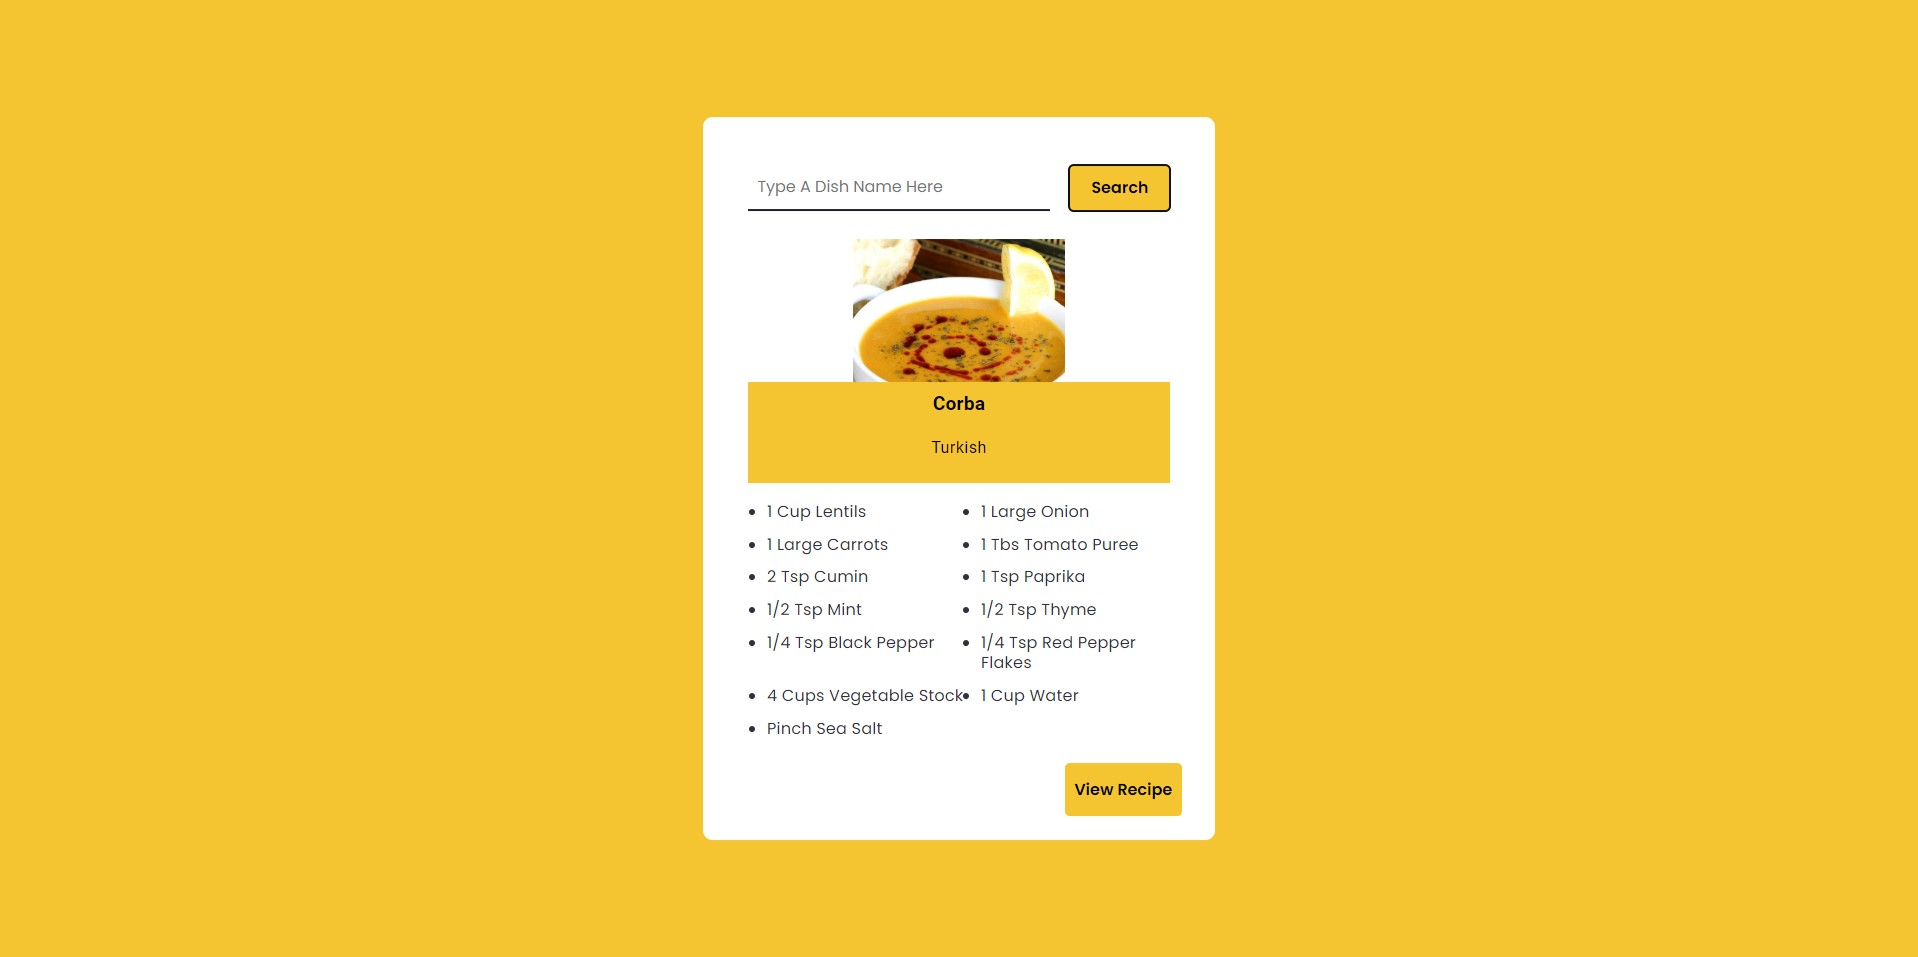 Type A Dish Name Here
Search
Corba
Turkish
1 Cup Lentils
1 Large Onion
1 Large Carrots
1 Tbs Tomato Puree
2 Tsp Cumin
1 Tsp Paprika
1/2 Tsp Mint
1/2 Tsp Thyme
1/4 Tsp Black Pepper
1/4 Tsp Red Pepper
Flakes
4 Cups Vegetable Stock
1 Cup Water
Pinch Sea Salt
View Recipe